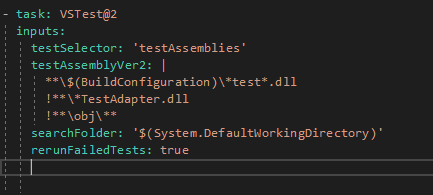 - task: VSTest@2
  inputs:
    testSelector: 'testAssemblies'
    testAssemblyVer2: |
      **\$(BuildConfiguration)\*test*.dll
      !**\*TestAdapter.dll
      !**\obj\**
    searchFolder: '$(System.DefaultWorkingDirectory)'
    rerunFailedTests: true